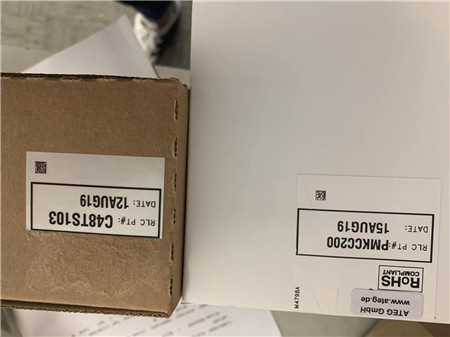 RLC PT#: C48TS103
DATE: 12AUG19
RLC PT#: PMKCC200
DATE: 15AUG19
RoHS
COMPLIANT
M4798A
ATEG GmbH
www.ateg.de